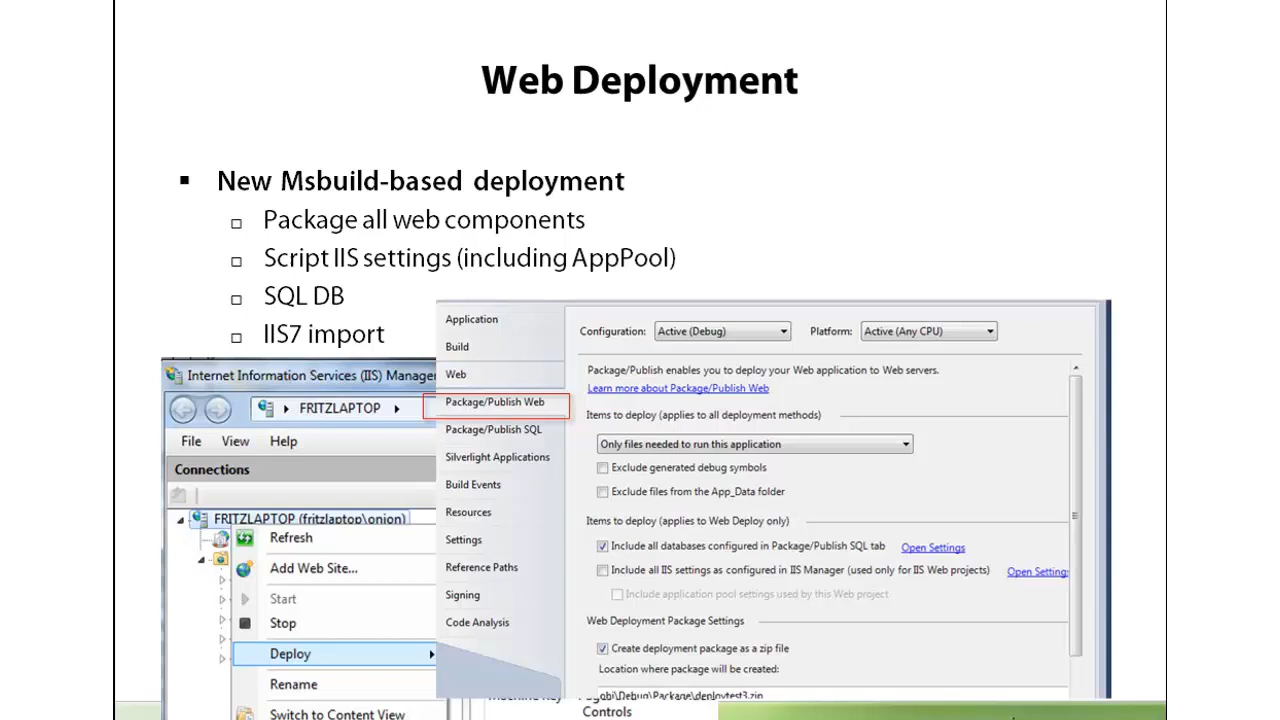 Web Deployment
New Msbuild-based deployment
Package all web components
Script IIS settings (including AppPool)
SQL DB
IIS7 import
Internet Information Services (IIS) Manager
FRITZLAPTOP
File View Help
Connections
FRITZLAPTOP (fritzlaptop\onion)
Refresh
Add Web Site...
Start
Stop
Deploy
Rename
Switch to Content View
Application
Build
Web
Package/Publish Web
Package/Publish SQL
Silverlight Applications
Build Events
Resources
Settings
Reference Paths
Signing
Code Analysis
Configuration: Active (Debug) Platform: Active (Any CPU)
Package/Publish enables you to deploy your Web application to Web servers.
Learn more about Package/Publish Web
Items to deploy (applies to all deployment methods)
Only files needed to run this application
Exclude generated debug symbols
Exclude files from the App_Data folder
Items to deploy (applies to Web Deploy only)
Include all databases configured in Package/Publish SQL tab Open Settings
Include all IIS settings as configured in IIS Manager (used only for IIS Web projects) Open Settings
Include application pool settings used by this Web project
Web Deployment Package Settings
Create deployment package as a zip file
Location where package will be created:
obj\Debug\Package\deploytest3.zip
Controls